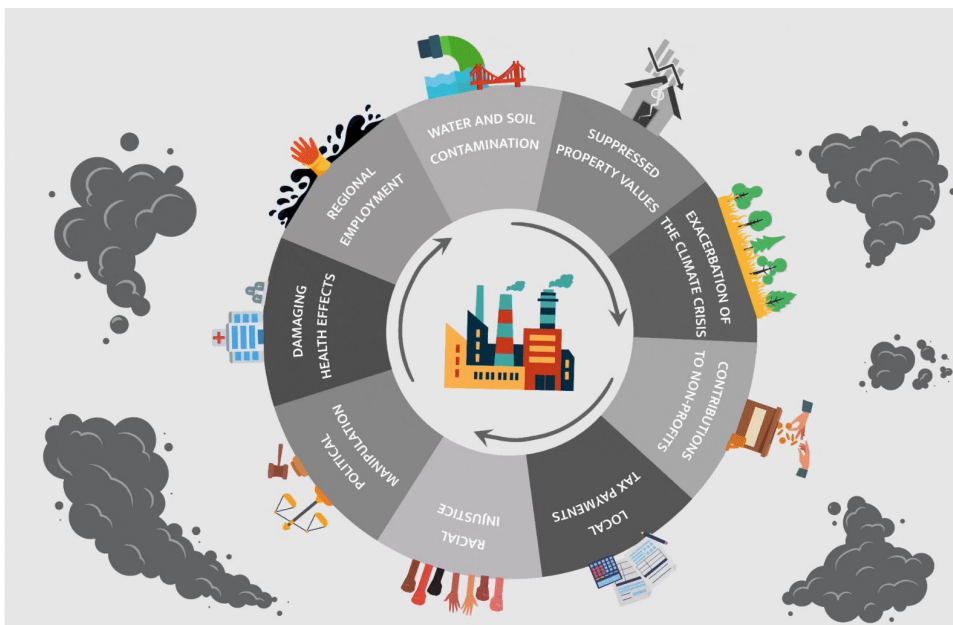 WATER AND SOIL
CONTAMINATION
SUPPRESSED
PROPERTY VALUES
EXACERBATION OF
THE CLIMATE CRISIS
CONTRIBUTIONS
TO NON-PROFITS
LOCAL
TAX PAYMENTS
RACIAL
INJUSTICE
POLITICAL
MANIPULATION
DAMAGING
HEALTH EFFECTS
REGIONAL
EMPLOYMENT